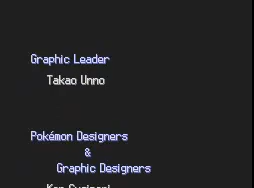 Graphic Leader
Takao Unno
Pokémon Designers
&
Graphic Designers